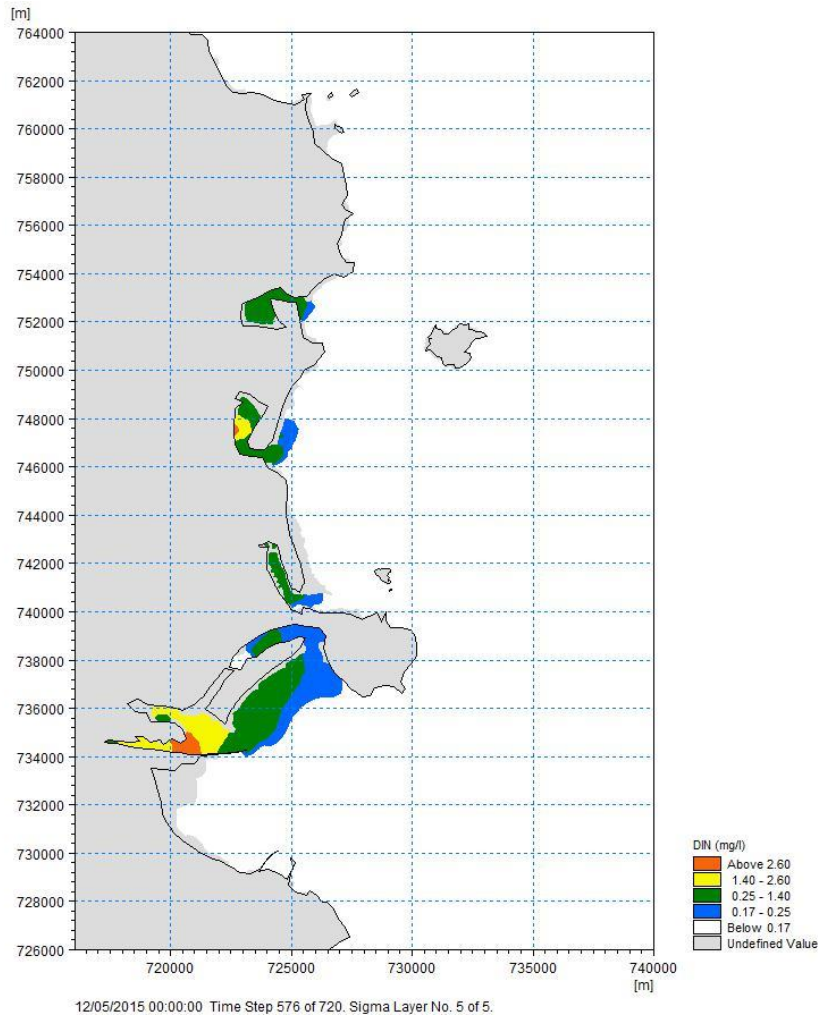 [m]
764000
762000
760000
758000
756000
754000
752000
750000
748000
746000
744000
742000
740000
738000
736000
734000
732000
730000
728000
726000
720000 725000 730000 735000 740000
[m]
DIN (mg/l)
Above 2.60
1.40 - 2.60
0.25 - 1.40
0.17 - 0.25
Below 0.17
Undefined Value
12/05/2015 00:00:00 Time Step 576 of 720. Sigma Layer No. 5 of 5.